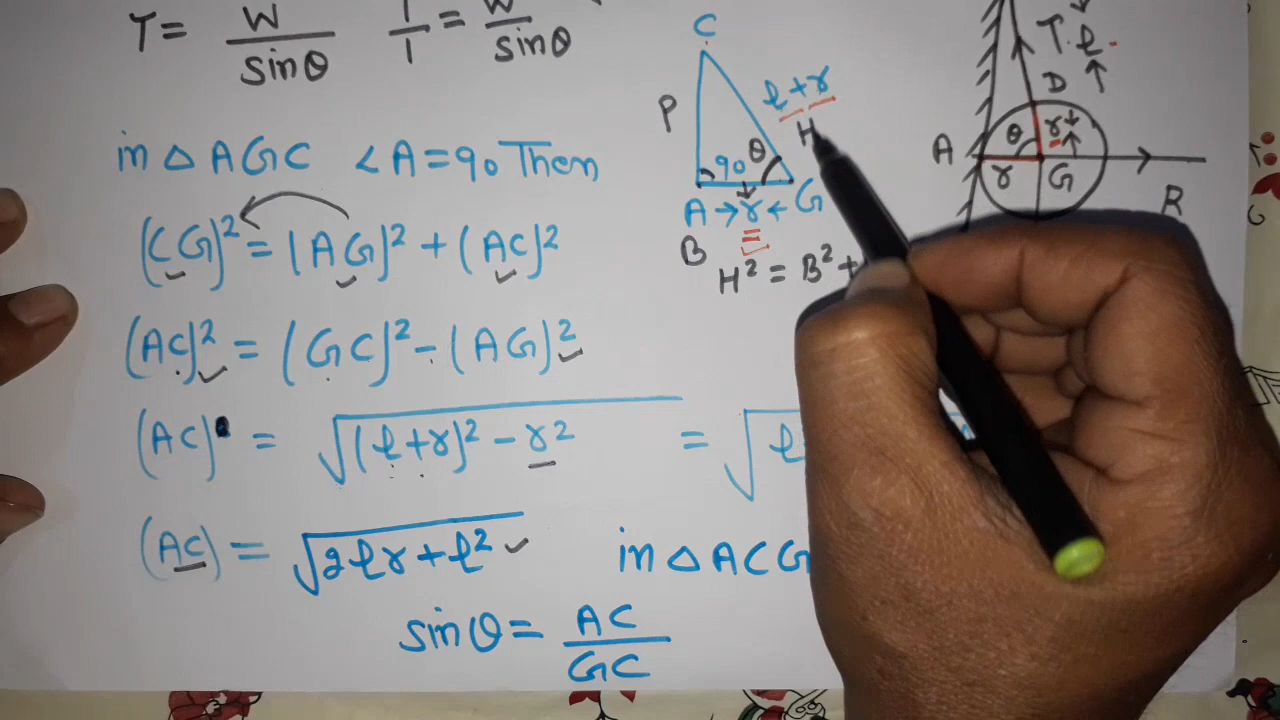 T = W/sinθ 1/1 = W/sinθ
in △ AGC ∠A = 90 Then
(CG)² = (AG)² + (AC)²
(AC)² = (GC)² - (AG)²
(AC) = √(ℓ+r)² - r² = √ℓ
(AC) = √2ℓr + ℓ²
in △ ACG
sinθ = AC/GC
C
P
ℓ+r
H
90 θ
A → r ← G
B
H² = B² +
T ℓ
D
θ r
A
r G
R